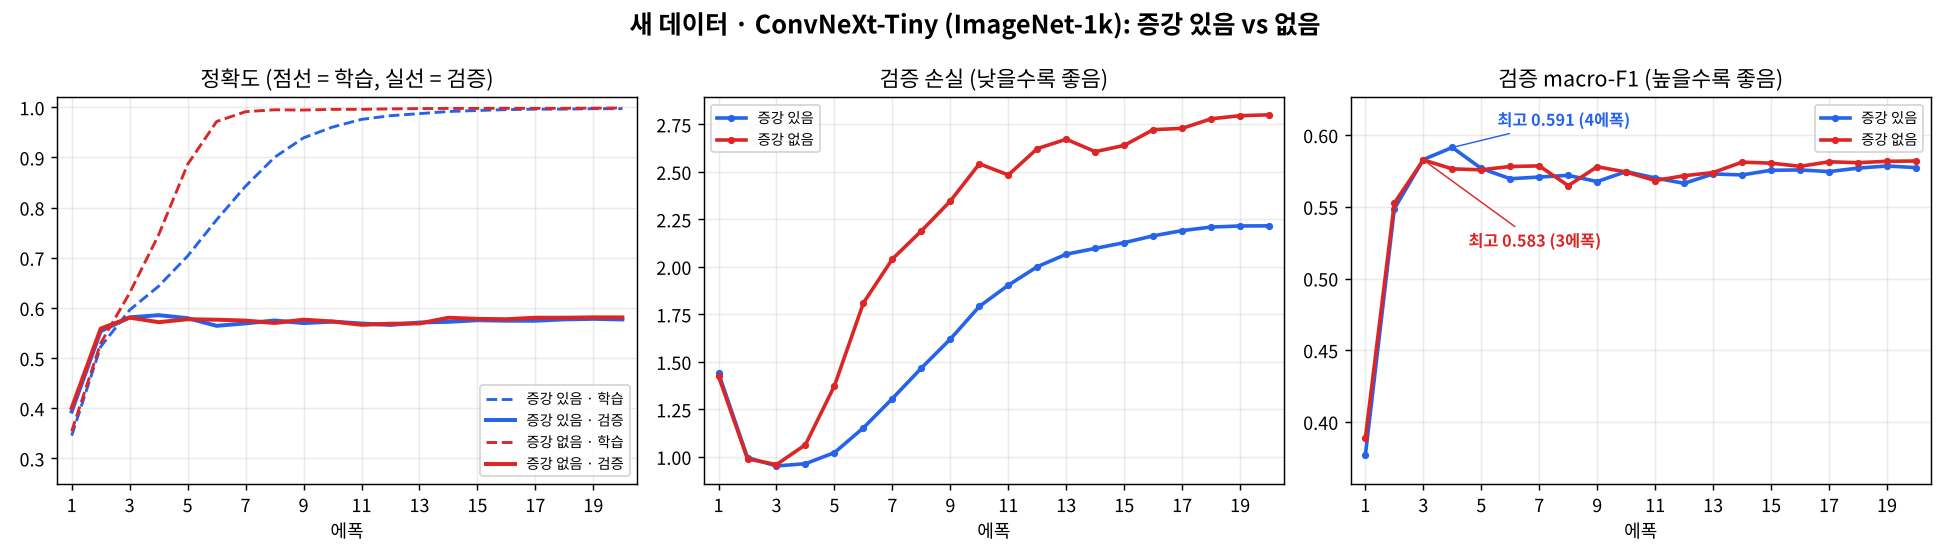 새 데이터 · ConvNeXt-Tiny (ImageNet-1k): 증강 있음 vs 없음
정확도 (점선 = 학습, 실선 = 검증)
1.0
0.9
0.8
0.7
0.6
0.5
0.4
0.3
증강 있음 · 학습
증강 있음 · 검증
증강 없음 · 학습
증강 없음 · 검증
1 3 5 7 9 11 13 15 17 19
에폭
검증 손실 (낮을수록 좋음)
증강 있음
증강 없음
2.75
2.50
2.25
2.00
1.75
1.50
1.25
1.00
1 3 5 7 9 11 13 15 17 19
에폭
검증 macro-F1 (높을수록 좋음)
최고 0.591 (4에폭)
증강 있음
증강 없음
최고 0.583 (3에폭)
0.60
0.55
0.50
0.45
0.40
1 3 5 7 9 11 13 15 17 19
에폭